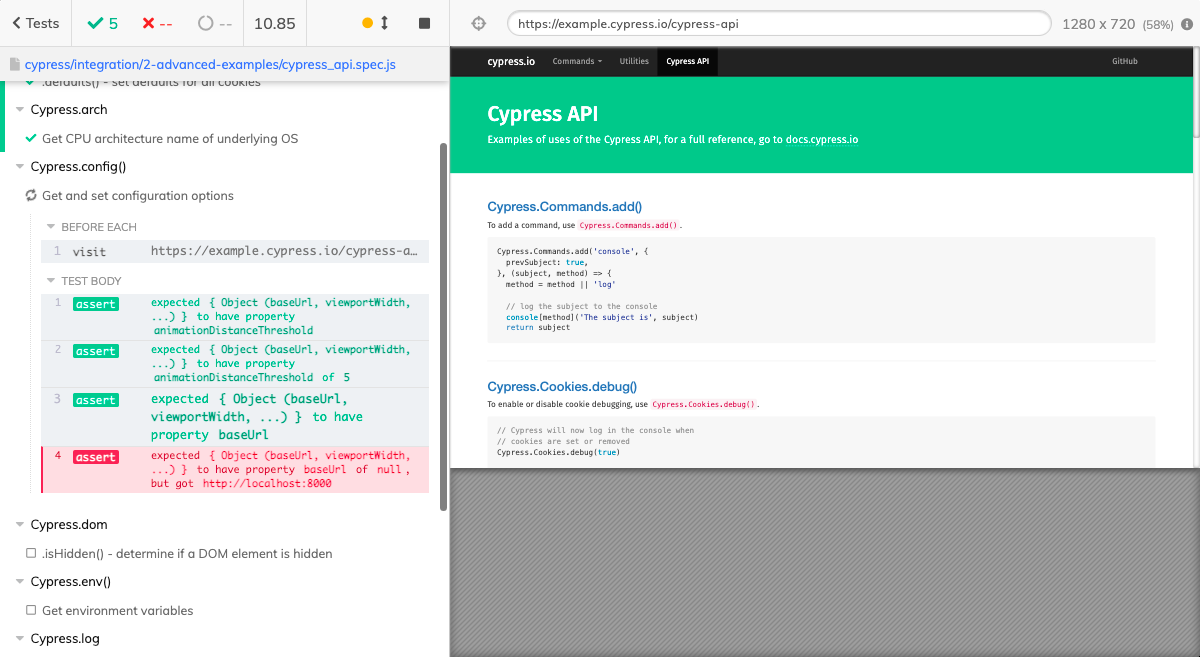 Tests
5
--
--
10.85
https://example.cypress.io/cypress-api
1280 x 720 (58%)
cypress/integration/2-advanced-examples/cypress_api.spec.js
.defaults() - set defaults for all cookies
Cypress.arch
Get CPU architecture name of underlying OS
Cypress.config()
Get and set configuration options
BEFORE EACH
1 visit https://example.cypress.io/cypress-a…
TEST BODY
1 assert expected { Object (baseUrl, viewportWidth,
...) } to have property
animationDistanceThreshold
2 assert expected { Object (baseUrl, viewportWidth,
...) } to have property
animationDistanceThreshold of 5
3 assert expected { Object (baseUrl,
viewportWidth, ...) } to have
property baseUrl
4 assert expected { Object (baseUrl, viewportWidth,
...) } to have property baseUrl of null,
but got http://localhost:8000
Cypress.dom
.isHidden() - determine if a DOM element is hidden
Cypress.env()
Get environment variables
Cypress.log
cypress.io Commands Utilities Cypress API GitHub
Cypress API
Examples of uses of the Cypress API, for a full reference, go to docs.cypress.io
Cypress.Commands.add()
To add a command, use Cypress.Commands.add().
Cypress.Commands.add('console', {
prevSubject: true,
}, (subject, method) => {
method = method || 'log'
// log the subject to the console
console[method]('The subject is', subject)
return subject
Cypress.Cookies.debug()
To enable or disable cookie debugging, use Cypress.Cookies.debug().
// Cypress will now log in the console when
// cookies are set or removed
Cypress.Cookies.debug(true)